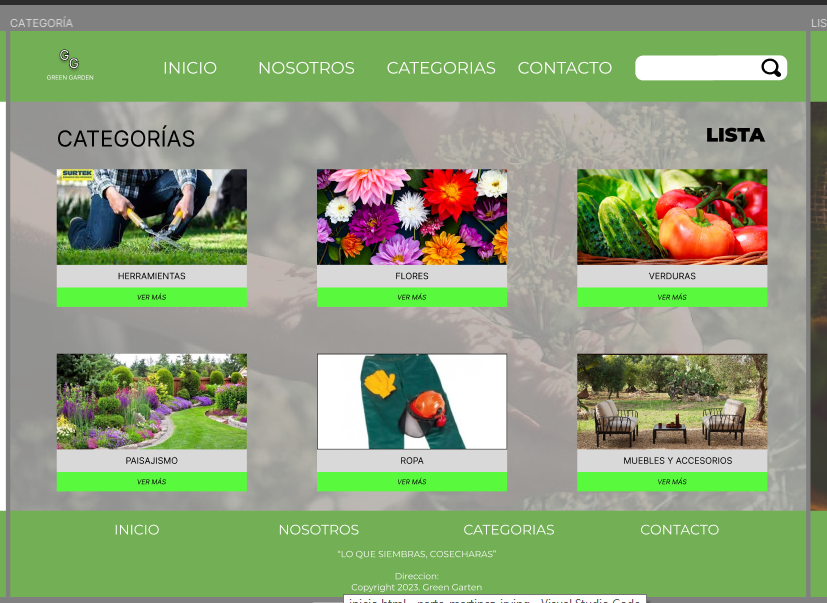 CATEGORÍA
LIS
G
G
GREEN GARDEN
INICIO NOSOTROS CATEGORIAS CONTACTO
CATEGORÍAS
LISTA
SURTEK
HERRAMIENTAS
VER MÁS
FLORES
VER MÁS
VERDURAS
VER MÁS
PAISAJISMO
VER MÁS
ROPA
VER MÁS
MUEBLES Y ACCESORIOS
VER MÁS
INICIO NOSOTROS CATEGORIAS CONTACTO
"LO QUE SIEMBRAS, COSECHARAS"
Direccion:
Copyright 2023. Green Garten
inicio.html - Visual Studio Code